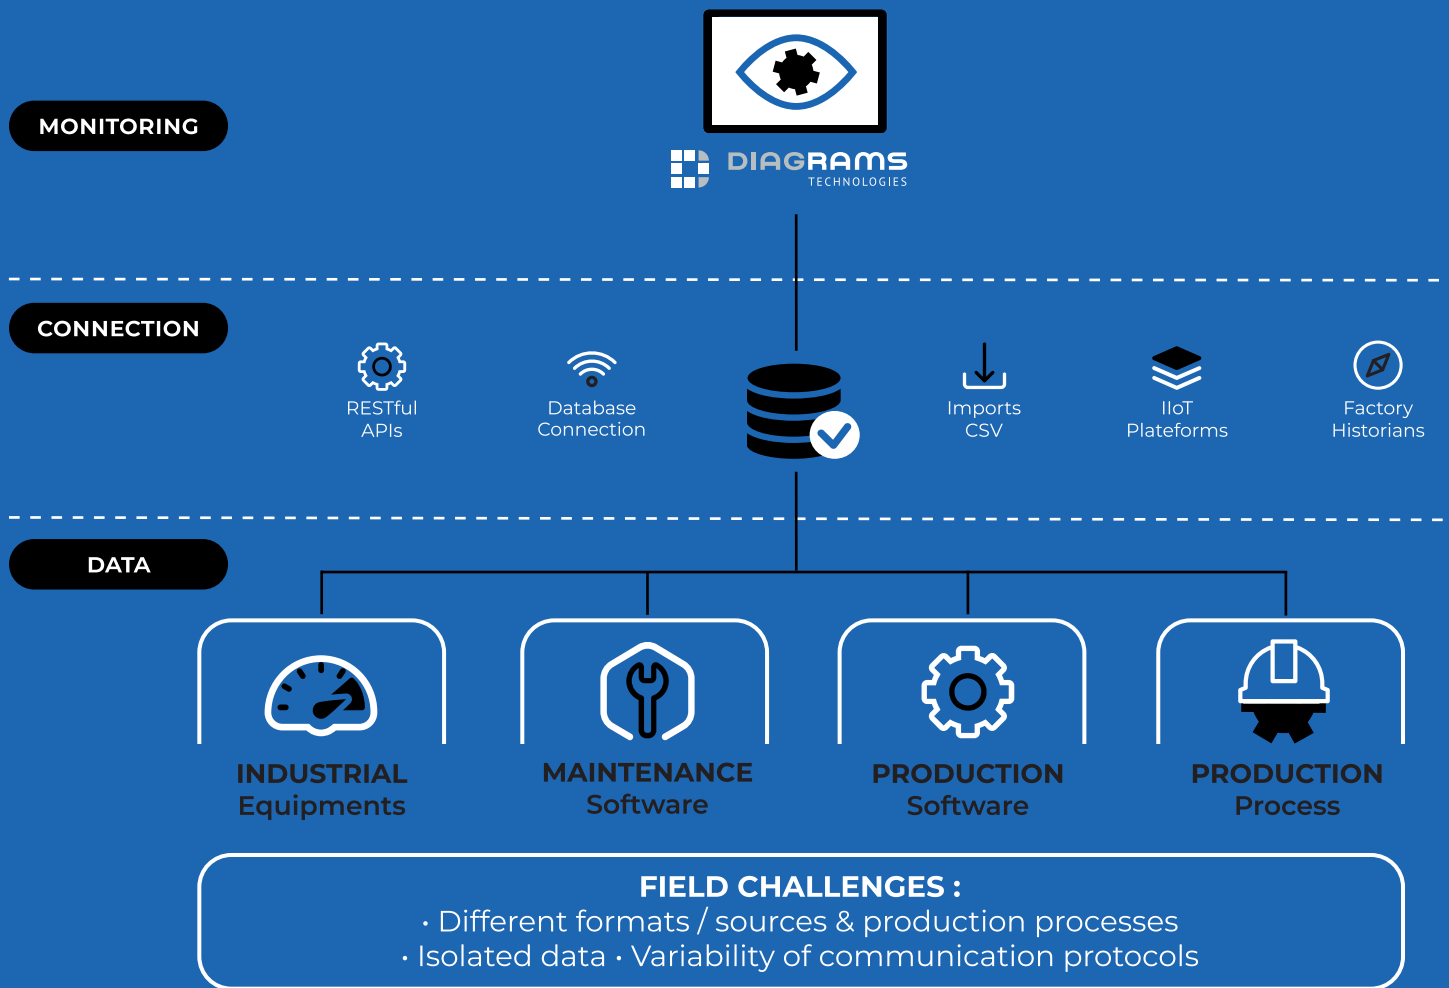 MONITORING
DIAGRAMS
TECHNOLOGIES
CONNECTION
RESTful
APIs
Database
Connection
Imports
CSV
IIoT
Plateforms
Factory
Historians
DATA
INDUSTRIAL
Equipments
MAINTENANCE
Software
PRODUCTION
Software
PRODUCTION
Process
FIELD CHALLENGES :
• Different formats / sources & production processes
• Isolated data • Variability of communication protocols